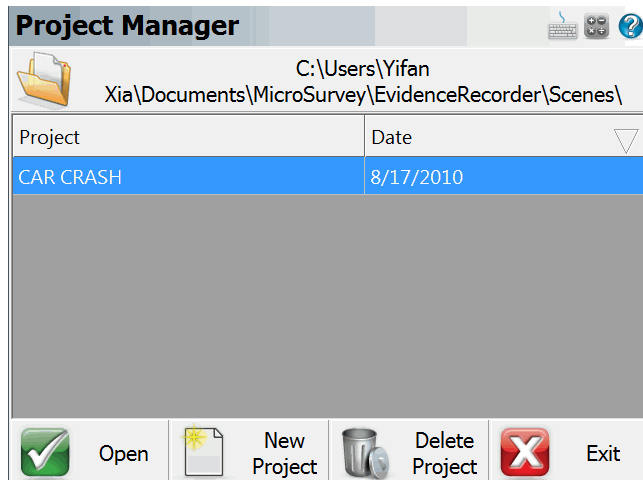 Project Manager
C:\Users\Yifan
Xia\Documents\MicroSurvey\EvidenceRecorder\Scenes\
Project Date
CAR CRASH 8/17/2010
Open New Project Delete Project Exit